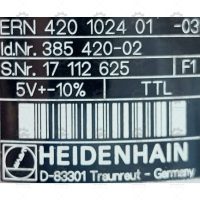 ERN 420 1024 01 -03
Id.Nr. 385 420-02
S.Nr. 17 112 625 F1
5V+-10% TTL
HEIDENHAIN
D-83301 Traunreut - Germany